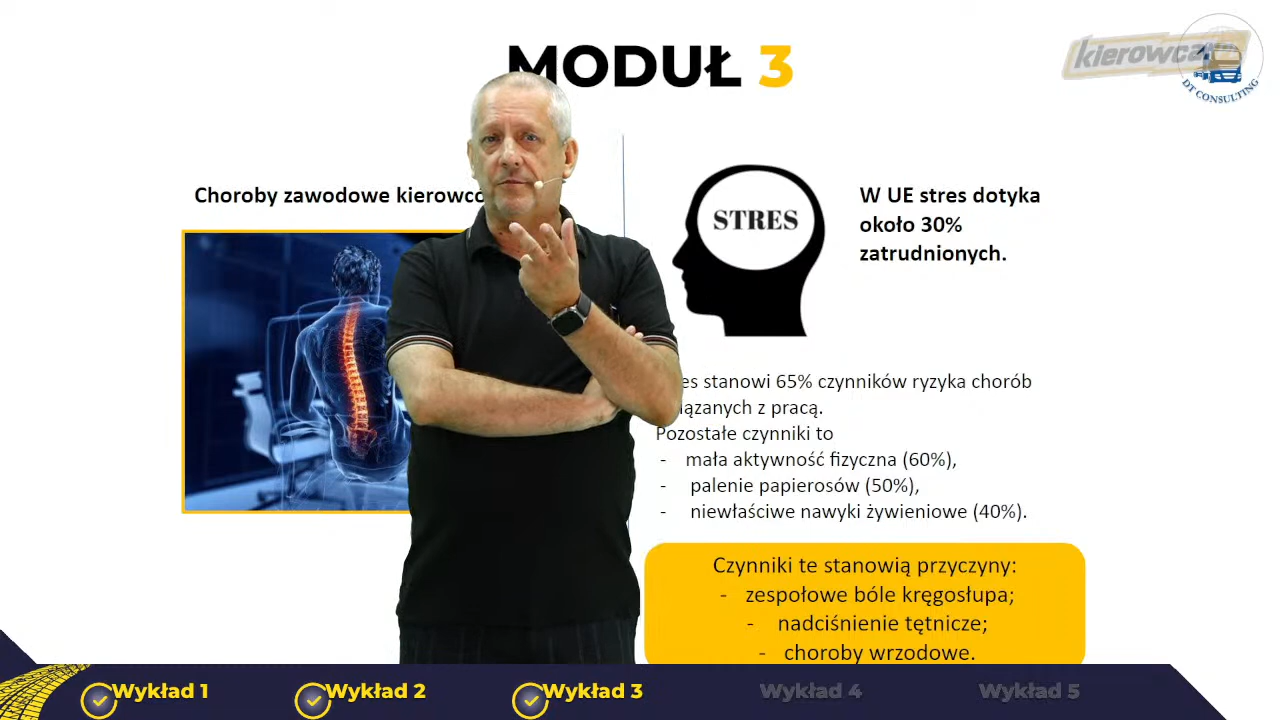 MODUŁ 3
kierowca
DT CONSULTING
Choroby zawodowe
STRES
W UE stres dotyka
około 30%
zatrudnionych.
stanowi 65% czynników ryzyka chorób
z pracą.
Pozostałe czynniki to
- mała aktywność fizyczna (60%),
- palenie papierosów (50%),
- niewłaściwe nawyki żywieniowe (40%).
Czynniki te stanowią przyczyny:
- zespołowe bóle kręgosłupa;
- nadciśnienie tętnicze;
- choroby wrzodowe.
Wykład 1
Wykład 2
Wykład 3
Wykład 4
Wykład 5